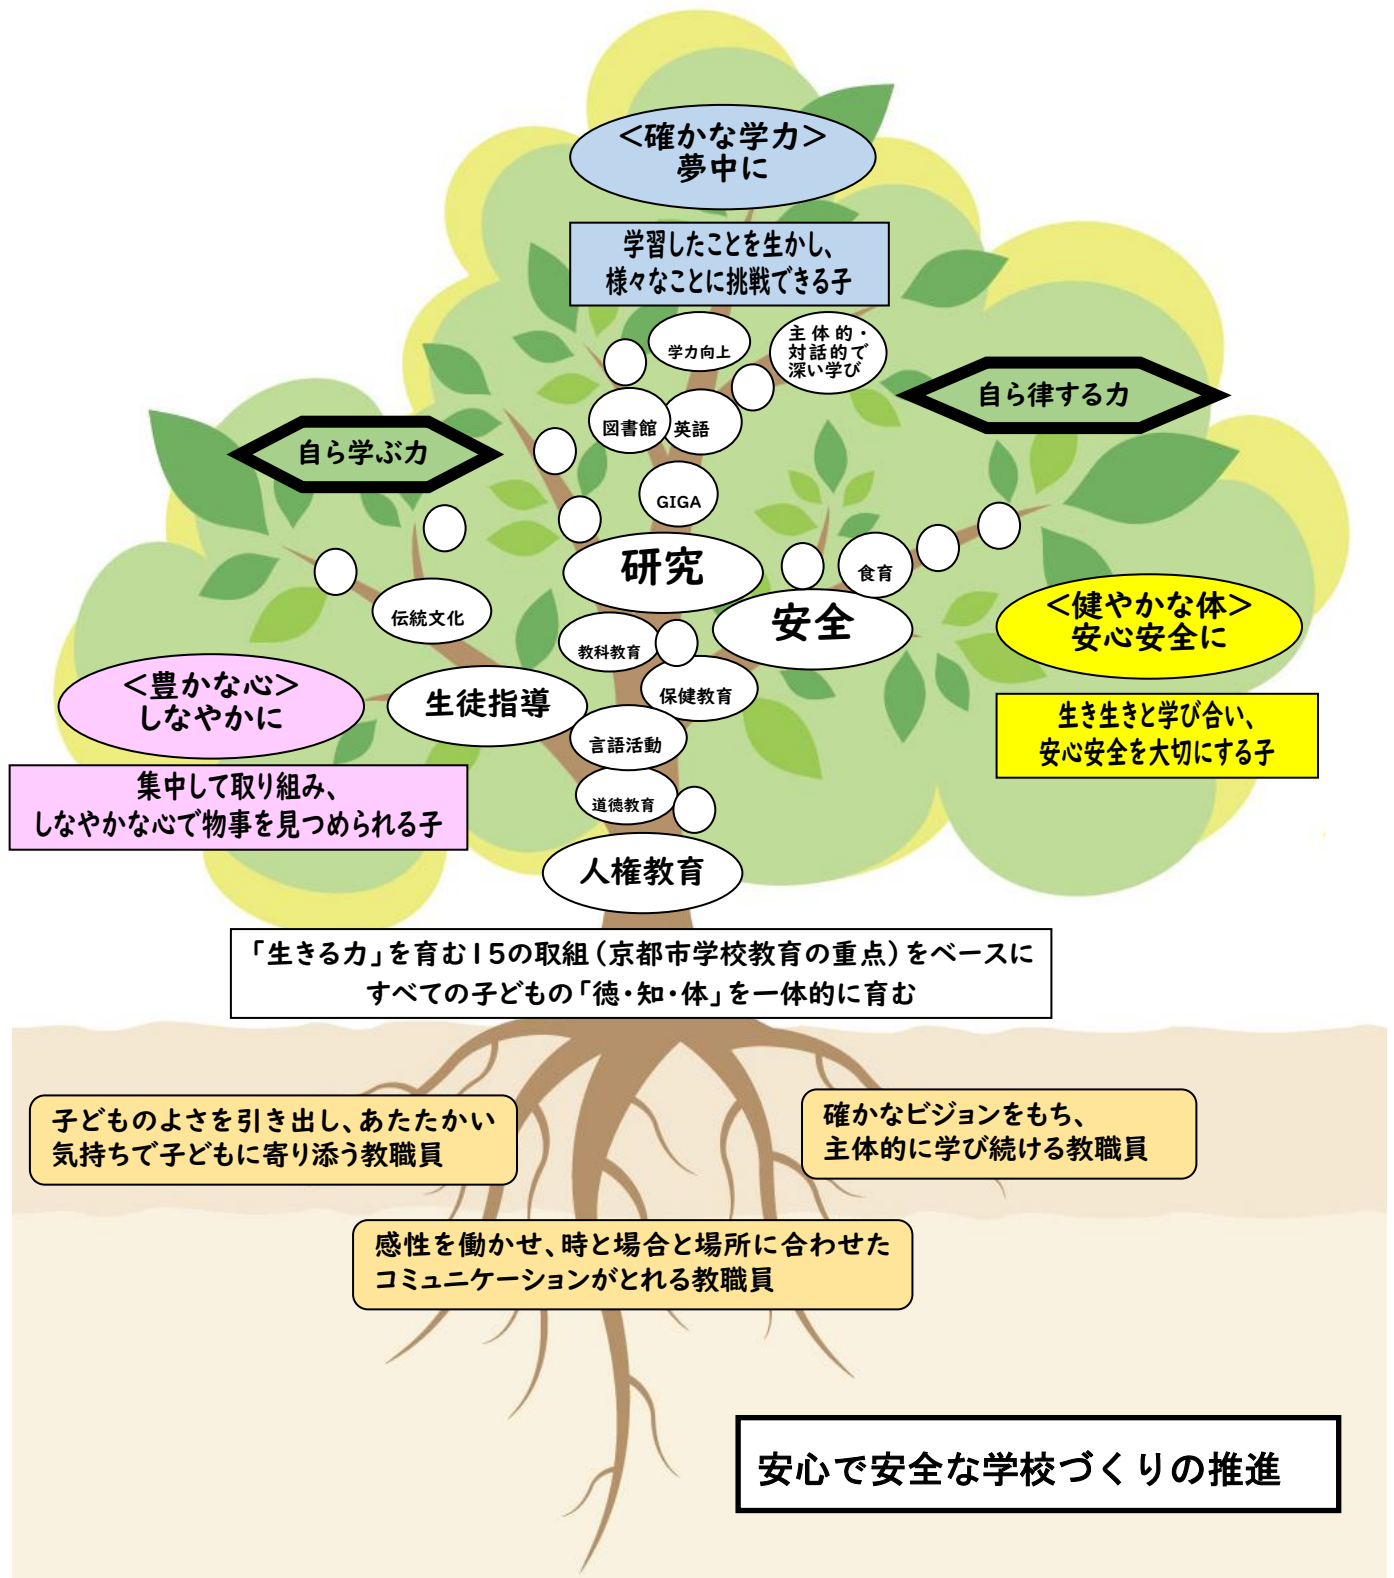 <確かな学力>
夢中に
学習したことを生かし、
様々なことに挑戦できる子
学力向上
主体的・
対話的で
深い学び
自ら律する力
図書館
英語
自ら学ぶ力
GIGA
研究
食育
伝統文化
安全
<健やかな体>
安心安全に
教科教育
保健教育
<豊かな心>
しなやかに
生徒指導
生き生きと学び合い、
安心安全を大切にする子
言語活動
集中して取り組み、
しなやかな心で物事を見つめられる子
道徳教育
人権教育
「生きる力」を育む15の取組(京都市学校教育の重点)をベースに
すべての子どもの「徳・知・体」を一体的に育む
子どものよさを引き出し、あたたかい
気持ちで子どもに寄り添う教職員
確かなビジョンをもち、
主体的に学び続ける教職員
感性を働かせ、時と場合と場所に合わせた
コミュニケーションがとれる教職員
安心で安全な学校づくりの推進